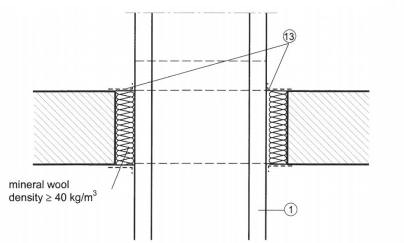 13
mineral wool
density ≥ 40 kg/m³
1